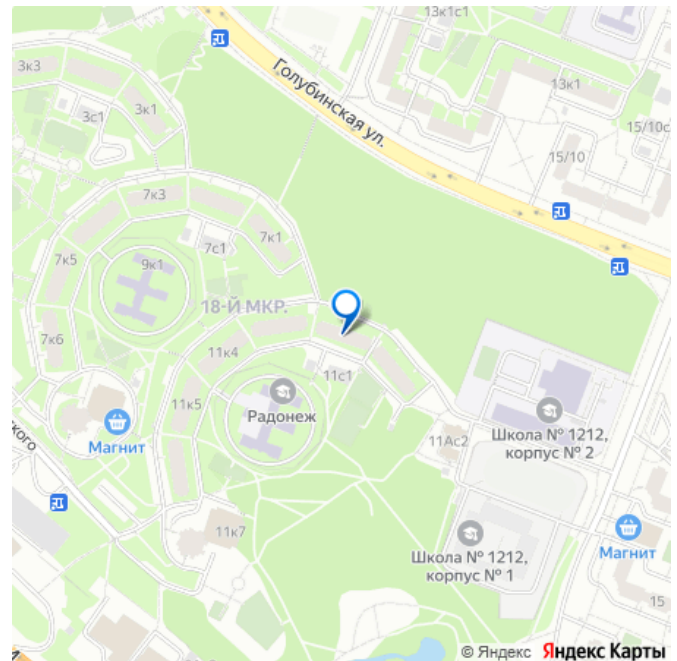 13к1с1
3к3
3к1
3с1
Голубинская ул.
13к1
15/10с
15/10
7к3
7к1
7с1
7к5
9к1
18-Й МКР.
7к6
11к4
11с1
11к5
Радонеж
Магнит
11Ас2
Школа № 1212,
корпус № 2
11к7
Школа № 1212,
корпус № 1
Магнит
15
© Яндекс Яндекс Карты